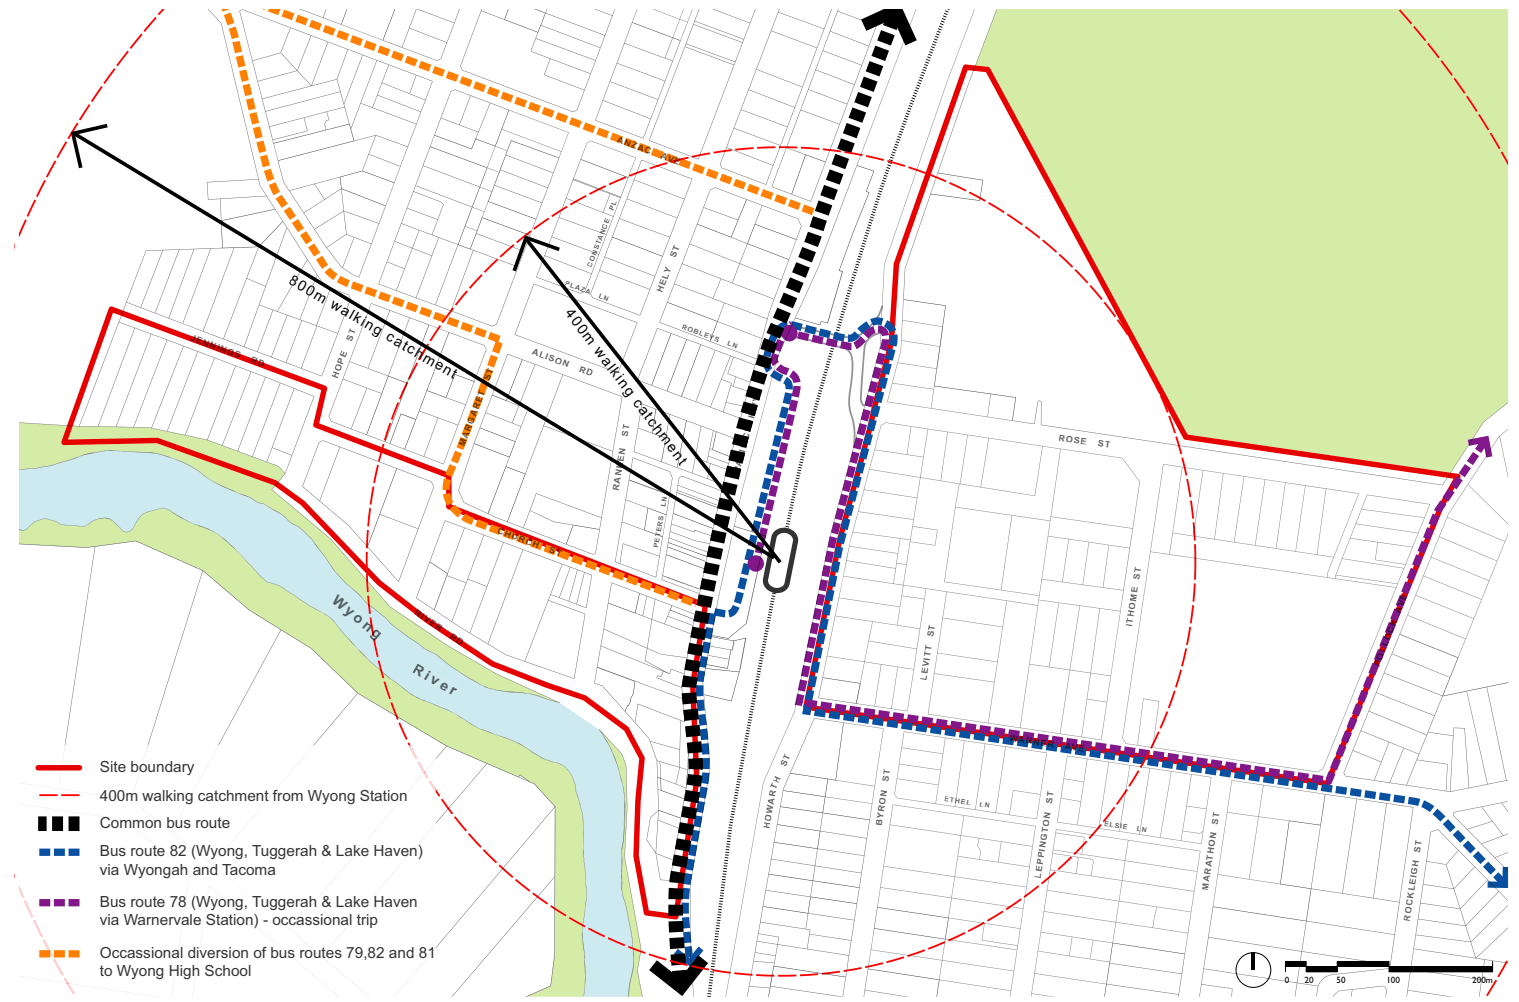 ANZAC AVE
CONSTANCE PL
HELY ST
PLAZA LN
ROBLEYS LN
800m walking catchment
400m walking catchment
JENNINGS RD
HOPE ST
ALISON RD
MARGARET ST
RANKEN ST
PETERS LN
CHURCH ST
ROSE ST
ITHOME ST
LEVITT ST
Wyong River
RIVER RD
WARNER AVE
HOWARTH ST
BYRON ST
ETHEL LN
LEPPINGTON ST
ELSIE LN
MARATHON ST
ROCKLEIGH ST
Site boundary
400m walking catchment from Wyong Station
Common bus route
Bus route 82 (Wyong, Tuggerah & Lake Haven)
via Wyongah and Tacoma
Bus route 78 (Wyong, Tuggerah & Lake Haven
via Warnervale Station) - occassional trip
Occassional diversion of bus routes 79,82 and 81
to Wyong High School
0 20 50 100 200m